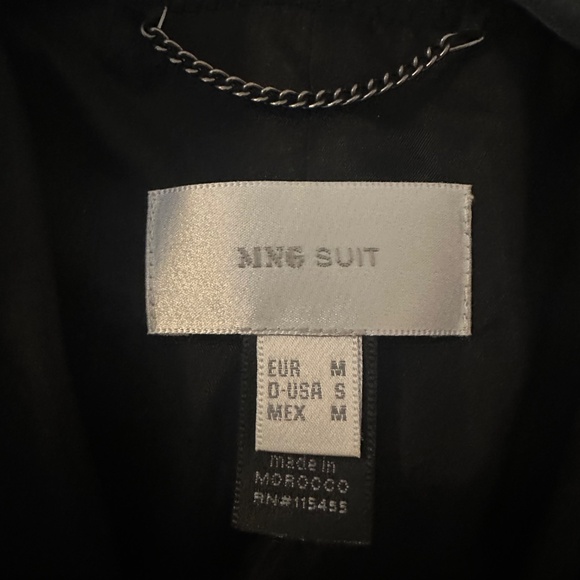 MNG SUIT
EUR M
D-USA S
MEX M
made in
MOROCCO
RN#115455